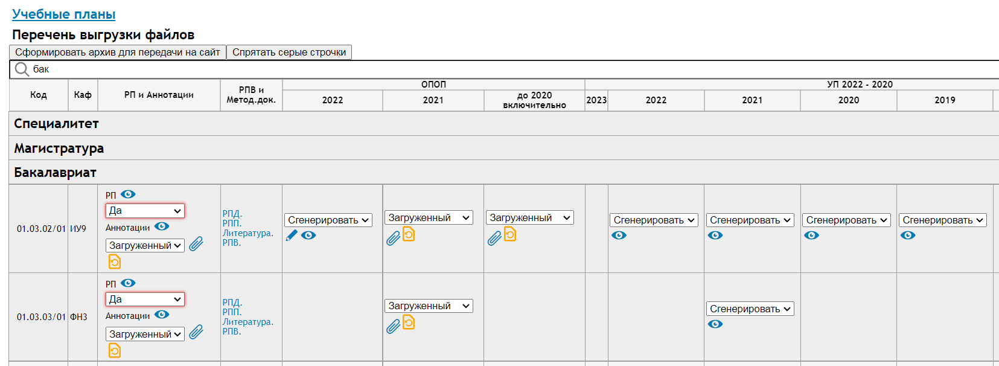 Учебные планы
Перечень выгрузки файлов
Сформировать архив для передачи на сайт Спрятать серые строчки
бак
Код Каф РП и Аннотации РПВ и Метод.док. ОПОП УП 2022 - 2020
2022 2021 до 2020 включительно 2023 2022 2021 2020 2019
Специалитет
Магистратура
Бакалавриат
01.03.02/01 ИУ9
РП
Да
Аннотации
Загруженный
РПД.
РПП.
Литература.
РПВ.
Сгенерировать Загруженный Загруженный Сгенерировать Сгенерировать Сгенерировать Сгенерировать
01.03.03/01 ФН3
РП
Да
Аннотации
Загруженный
РПД.
РПП.
Литература.
РПВ.
Загруженный Сгенерировать